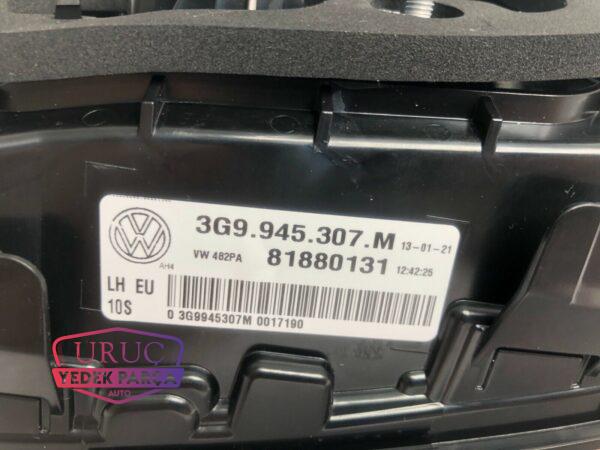 3G9.945.307.M 13-01-21
VW 482PA 81880131 12:42:25
AH4
LH EU
10S
0 3G9945307M 0017190
URUÇ
YEDEK PARÇA
AUTO